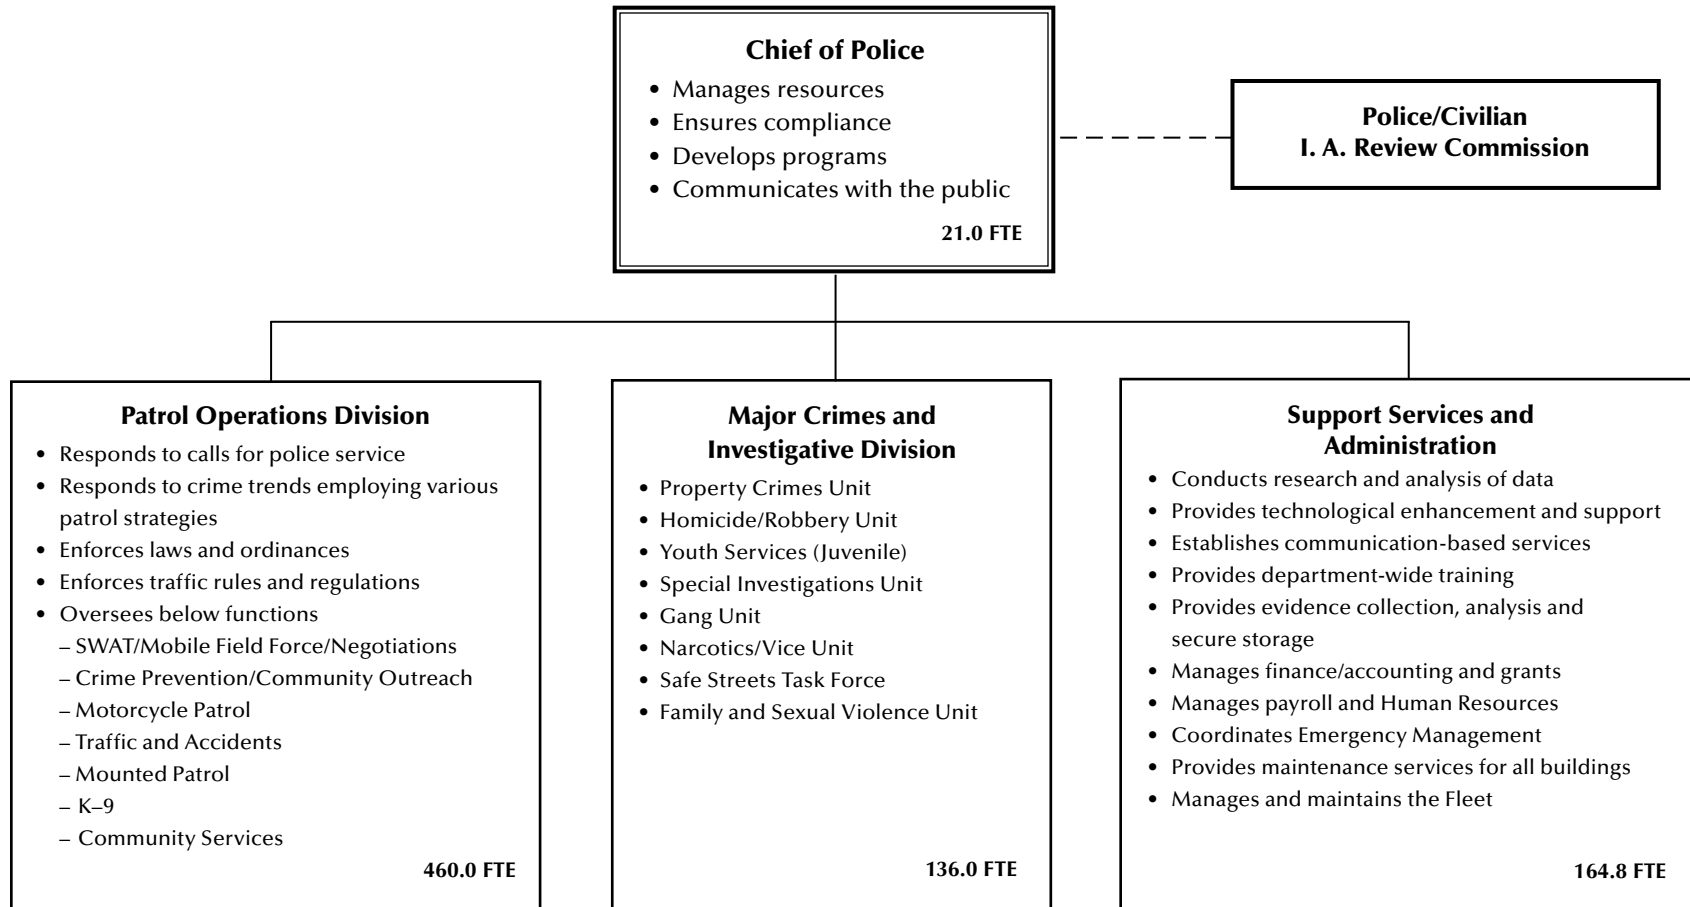 Chief of Police
• Manages resources
• Ensures compliance
• Develops programs
• Communicates with the public
21.0 FTE
Police/Civilian
I. A. Review Commission
Patrol Operations Division
• Responds to calls for police service
• Responds to crime trends employing various
patrol strategies
• Enforces laws and ordinances
• Enforces traffic rules and regulations
• Oversees below functions
– SWAT/Mobile Field Force/Negotiations
– Crime Prevention/Community Outreach
– Motorcycle Patrol
– Traffic and Accidents
– Mounted Patrol
– K–9
– Community Services
460.0 FTE
Major Crimes and
Investigative Division
• Property Crimes Unit
• Homicide/Robbery Unit
• Youth Services (Juvenile)
• Special Investigations Unit
• Gang Unit
• Narcotics/Vice Unit
• Safe Streets Task Force
• Family and Sexual Violence Unit
136.0 FTE
Support Services and
Administration
• Conducts research and analysis of data
• Provides technological enhancement and support
• Establishes communication-based services
• Provides department-wide training
• Provides evidence collection, analysis and
secure storage
• Manages finance/accounting and grants
• Manages payroll and Human Resources
• Coordinates Emergency Management
• Provides maintenance services for all buildings
• Manages and maintains the Fleet
164.8 FTE